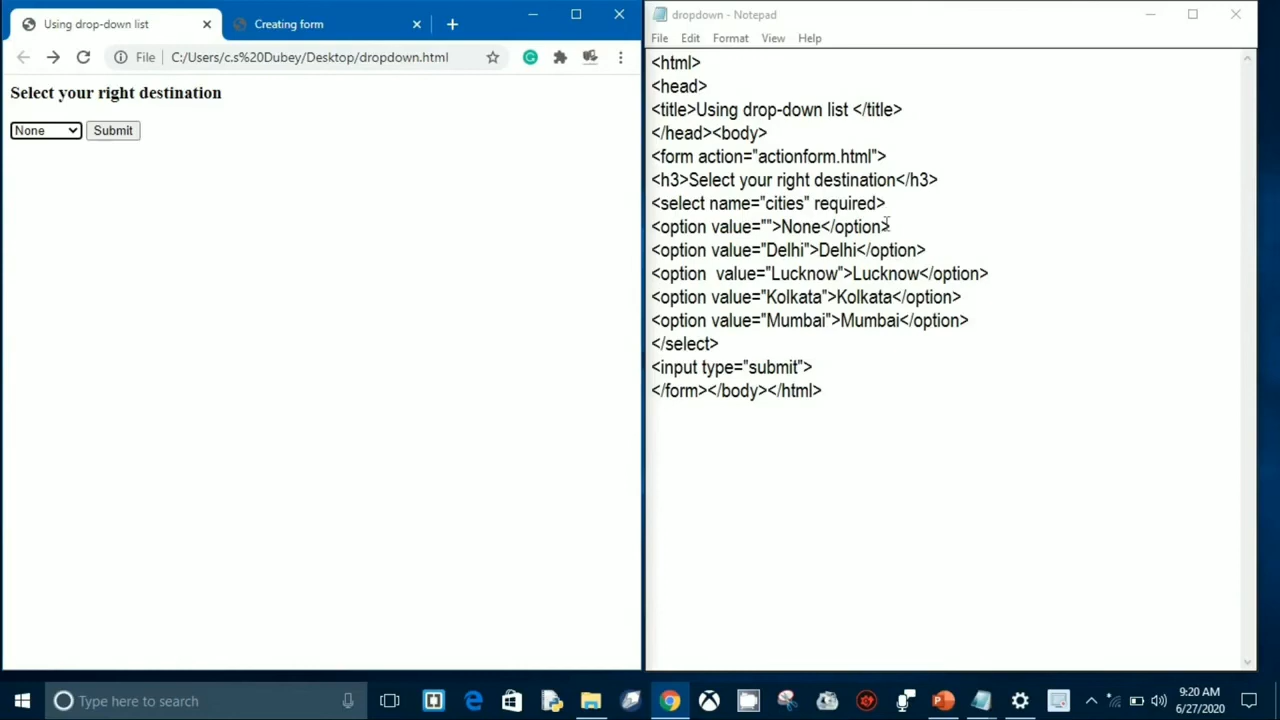 Using drop-down list
Creating form
File
C:/Users/c.s%20Dubey/Desktop/dropdown.html
Select your right destination
None
Submit
dropdown - Notepad
File Edit Format View Help
<html>
<head>
<title>Using drop-down list </title>
</head><body>
<form action="actionform.html">
<h3>Select your right destination</h3>
<select name="cities" required>
<option value="">None</option>
<option value="Delhi">Delhi</option>
<option  value="Lucknow">Lucknow</option>
<option value="Kolkata">Kolkata</option>
<option value="Mumbai">Mumbai</option>
</select>
<input type="submit">
</form></body></html>
Type here to search
9:20 AM
6/27/2020